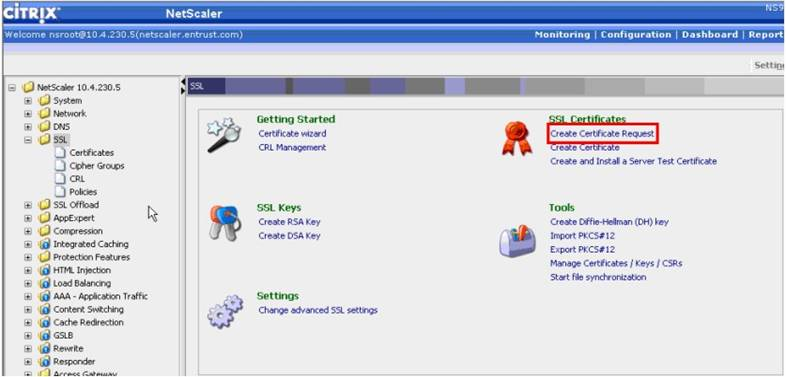 CİTRIX
NetScaler
NS9
Welcome nsroot@10.4.230.5(netscaler.entrust.com)
Monitoring | Configuration | Dashboard | Report
Settin
NetScaler 10.4.230.5
System
Network
DNS
SSL
Certificates
Cipher Groups
CRL
Policies
SSL Offload
AppExpert
Compression
Integrated Caching
Protection Features
HTML Injection
Load Balancing
AAA - Application Traffic
Content Switching
Cache Redirection
GSLB
Rewrite
Responder
Access Gateway
SSL
Getting Started
Certificate wizard
CRL Management
SSL Certificates
Create Certificate Request
Create Certificate
Create and Install a Server Test Certificate
SSL Keys
Create RSA Key
Create DSA Key
Tools
Create Diffie-Hellman (DH) key
Import PKCS#12
Export PKCS#12
Manage Certificates / Keys / CSRs
Start file synchronization
Settings
Change advanced SSL settings